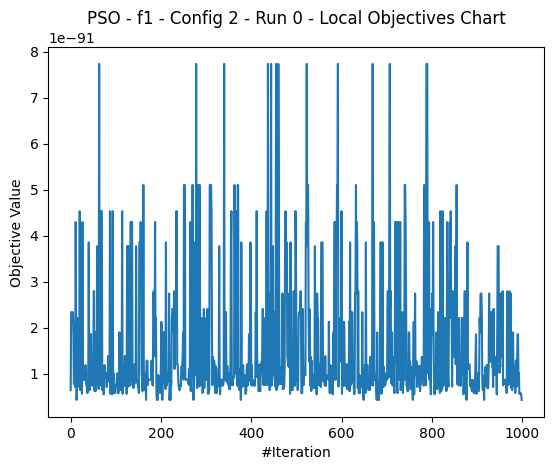 PSO - f1 - Config 2 - Run 0 - Local Objectives Chart
1e−91
8
7
6
5
4
3
2
1
Objective Value
0 200 400 600 800 1000
#Iteration